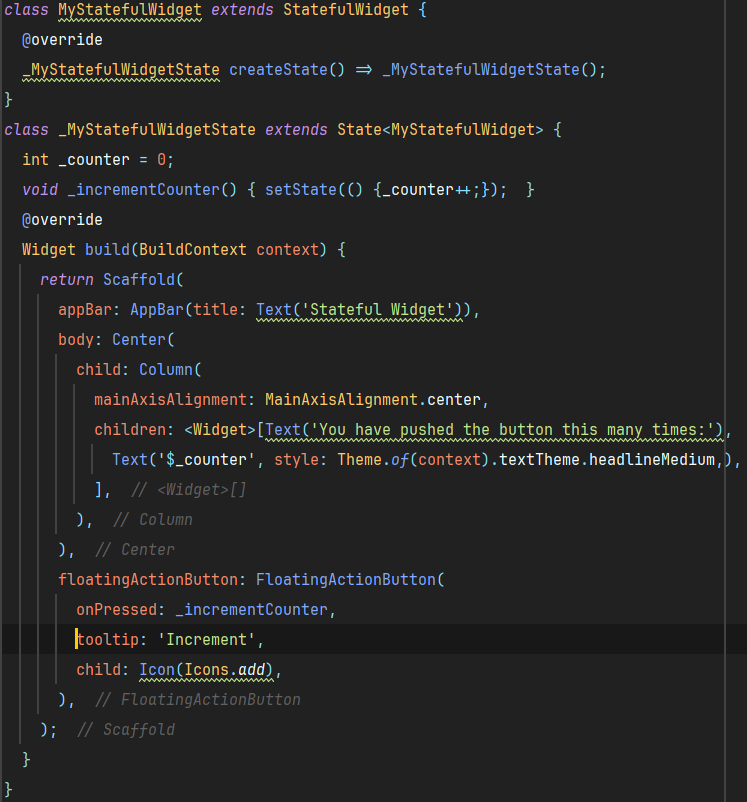 class MyStatefulWidget extends StatefulWidget {
  @override
  _MyStatefulWidgetState createState() => _MyStatefulWidgetState();
}
class _MyStatefulWidgetState extends State<MyStatefulWidget> {
  int _counter = 0;
  void _incrementCounter() { setState(() {_counter++;});  }
  @override
  Widget build(BuildContext context) {
    return Scaffold(
      appBar: AppBar(title: Text('Stateful Widget')),
      body: Center(
        child: Column(
          mainAxisAlignment: MainAxisAlignment.center,
          children: <Widget>[Text('You have pushed the button this many times:'),
            Text('$_counter', style: Theme.of(context).textTheme.headlineMedium,),
          ],  // <Widget>[]
        ),  // Column
      ),  // Center
      floatingActionButton: FloatingActionButton(
        onPressed: _incrementCounter,
        tooltip: 'Increment',
        child: Icon(Icons.add),
      ),  // FloatingActionButton
    );  // Scaffold
  }
}